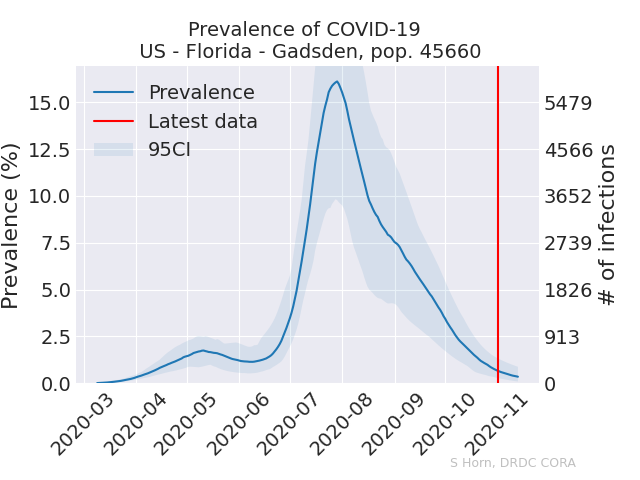 Prevalence of COVID-19
US - Florida - Gadsden, pop. 45660
Prevalence
Latest data
95CI
Prevalence (%)
15.0
12.5
10.0
7.5
5.0
2.5
0.0
5479
4566
3652
2739
1826
913
0
# of infections
2020-03
2020-04
2020-05
2020-06
2020-07
2020-08
2020-09
2020-10
2020-11
S Horn, DRDC CORA